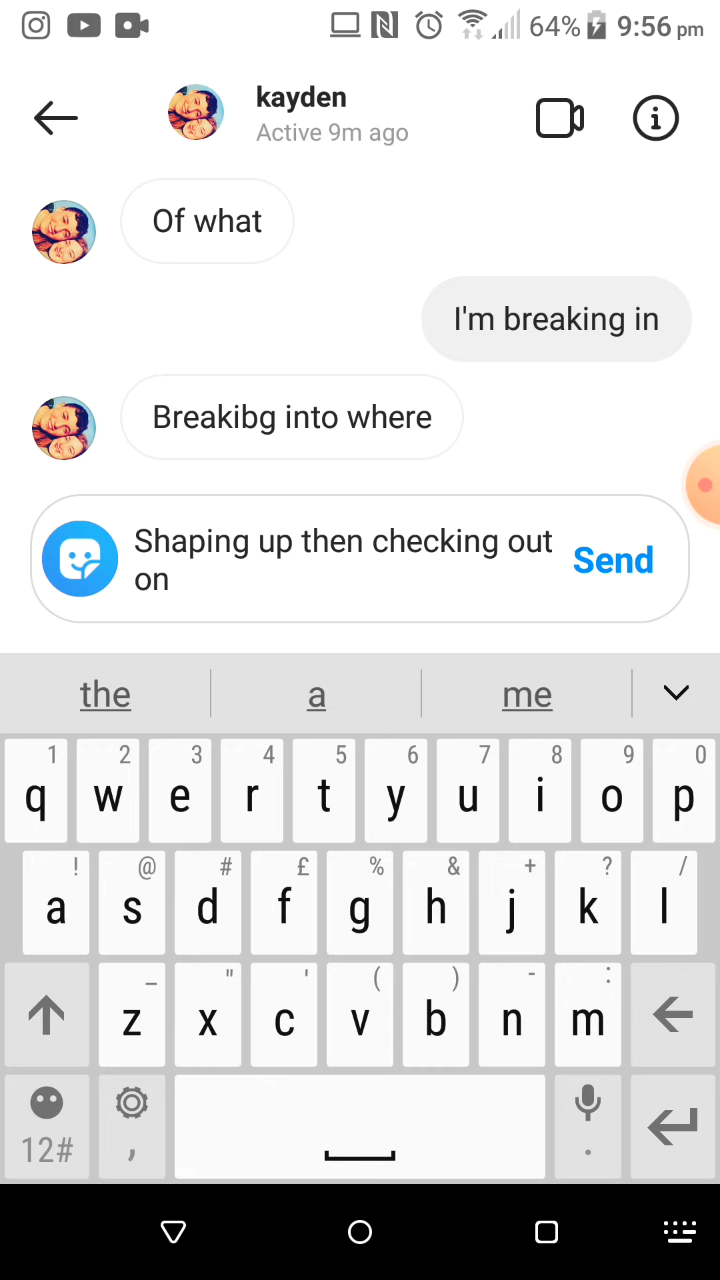 64% 9:56 pm
kayden
Active 9m ago
Of what
I'm breaking in
Breakibg into where
Shaping up then checking out
on
Send
the a me
1 2 3 4 5 6 7 8 9 0
q w e r t y u i o p
! @ # £ % & + ? /
a s d f g h j k l
_ " ' ( ) - :
z x c v b n m
12# , .